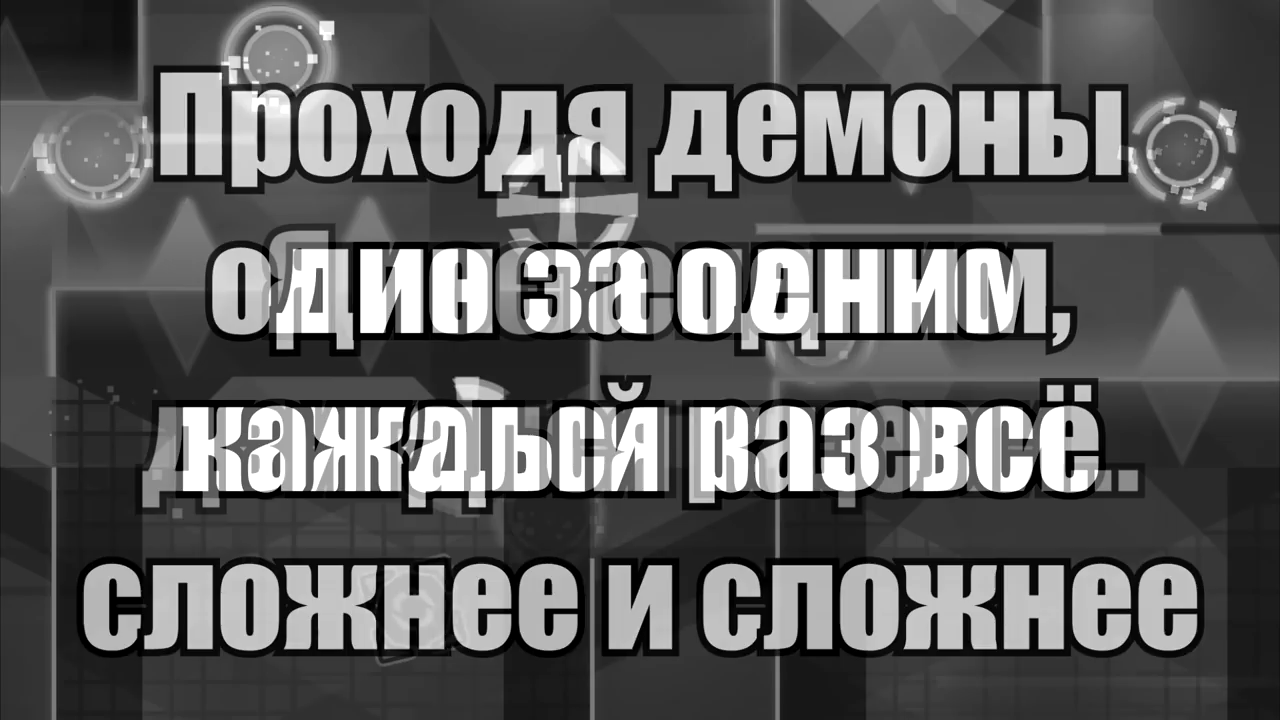 Проходя демоны
один за одним,
каждый раз всё
сложнее и сложнее